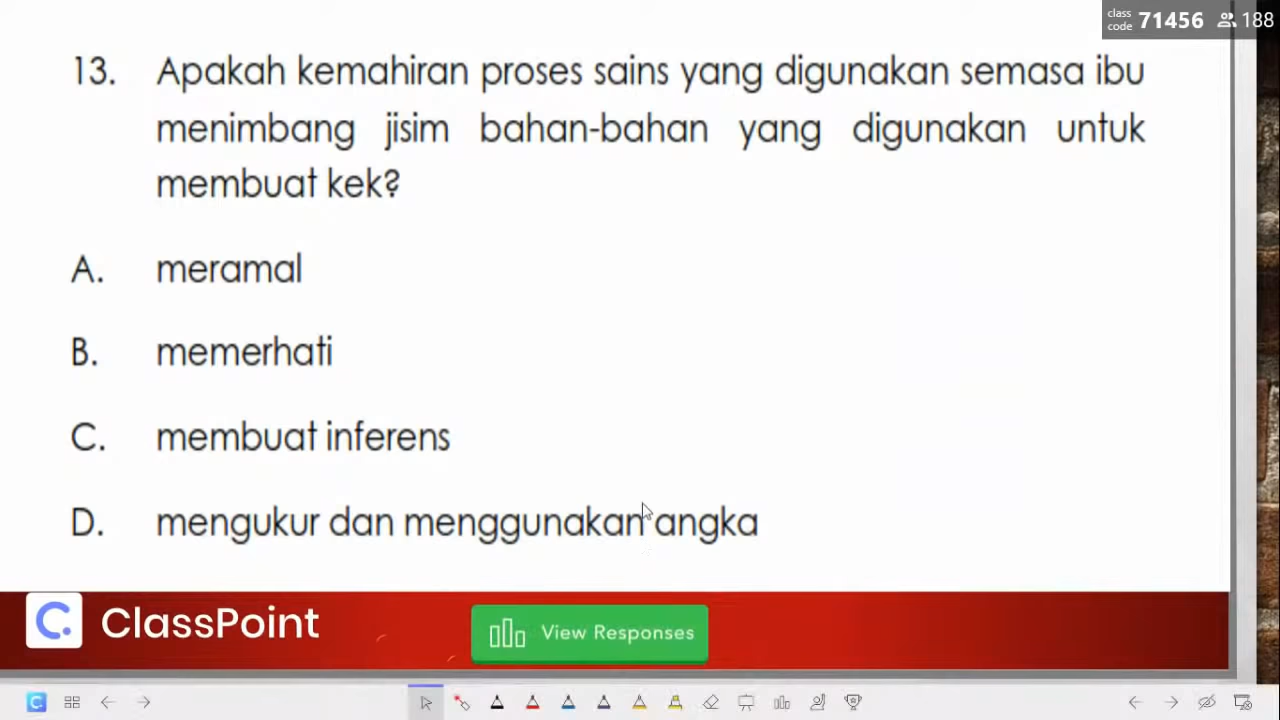 class code 71456 188
13. Apakah kemahiran proses sains yang digunakan semasa ibu
menimbang jisim bahan-bahan yang digunakan untuk
membuat kek?
A. meramal
B. memerhati
C. membuat inferens
D. mengukur dan menggunakan angka
C. ClassPoint
View Responses